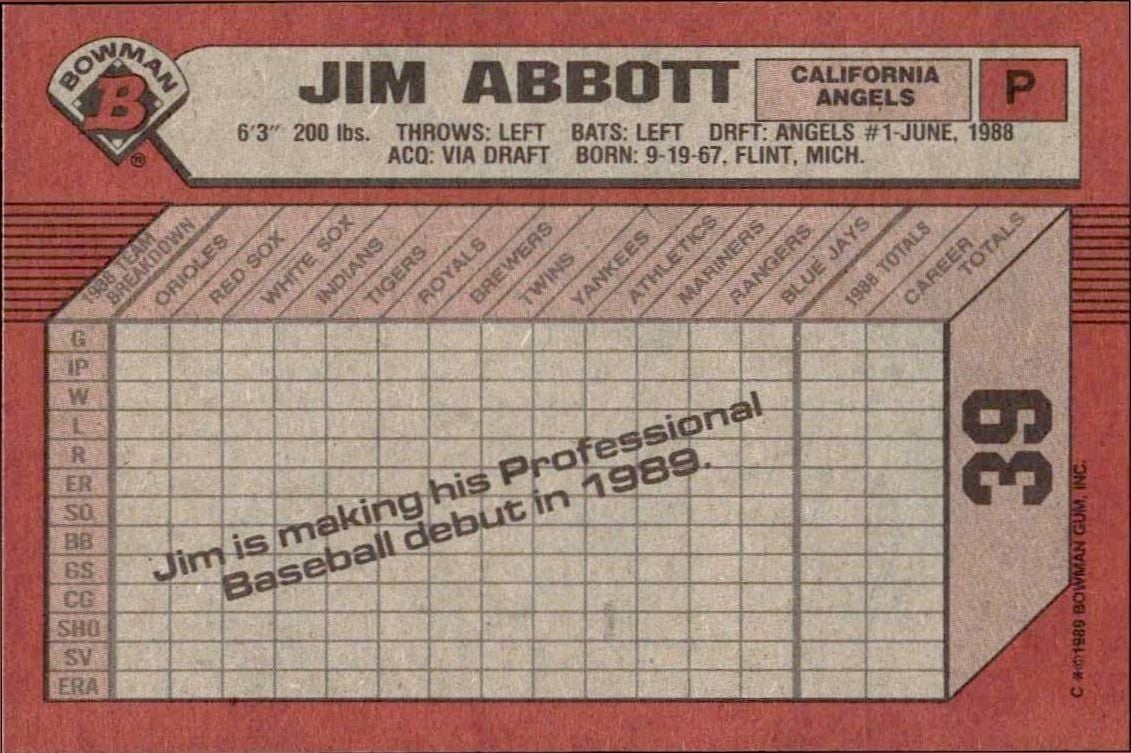 BOWMAN
B
®
JIM ABBOTT
CALIFORNIA
ANGELS
P
6'3" 200 lbs. THROWS: LEFT BATS: LEFT DRFT: ANGELS #1-JUNE, 1988
ACQ: VIA DRAFT BORN: 9-19-67, FLINT, MICH.
1988 TEAM
BREAKDOWN
ORIOLES
RED SOX
WHITE SOX
INDIANS
TIGERS
ROYALS
BREWERS
TWINS
YANKEES
ATHLETICS
MARINERS
RANGERS
BLUE JAYS
1988 TOTALS
CAREER
TOTALS
G
IP
W
L
R
ER
SO
BB
GS
CG
SHO
SV
ERA
Jim is making his Professional
Baseball debut in 1989.
39
C *©1989 BOWMAN GUM, INC.